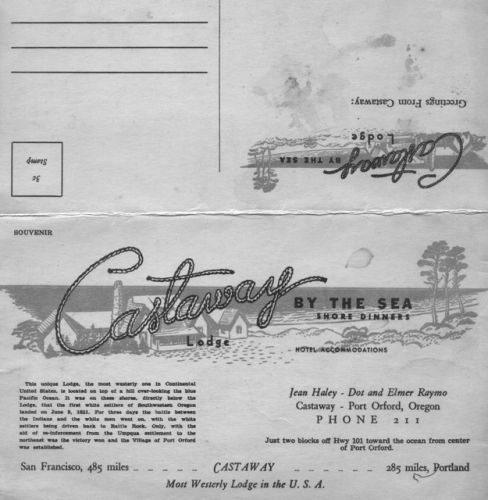 Greetings From Castaway:
Castaway
BY THE SEA
Lodge
3c
Stamp
SOUVENIR
Castaway
BY THE SEA
SHORE DINNERS
Lodge
HOTEL ACCOMMODATIONS
This unique Lodge, the most westerly one in Continental
United States, is located on top of a hill over-looking the blue
Pacific Ocean. It was on these shores, directly below the
Lodge, that the first white settlers of Southwestern Oregon
landed on June 9, 1851. For three days the battle between
the Indians and the white men went on, with the white
settlers being driven back to Battle Rock. Only, with the
aid of re-inforcement from the Umpqua settlement to the
northeast was the victory won and the Village of Port Orford
was established.
Jean Haley - Dot and Elmer Raymo
Castaway - Port Orford, Oregon
PHONE 211
Just two blocks off Hwy 101 toward the ocean from center
of Port Orford.
San Francisco, 485 miles - - - - CASTAWAY - - - - - 285 miles, Portland
Most Westerly Lodge in the U. S. A.